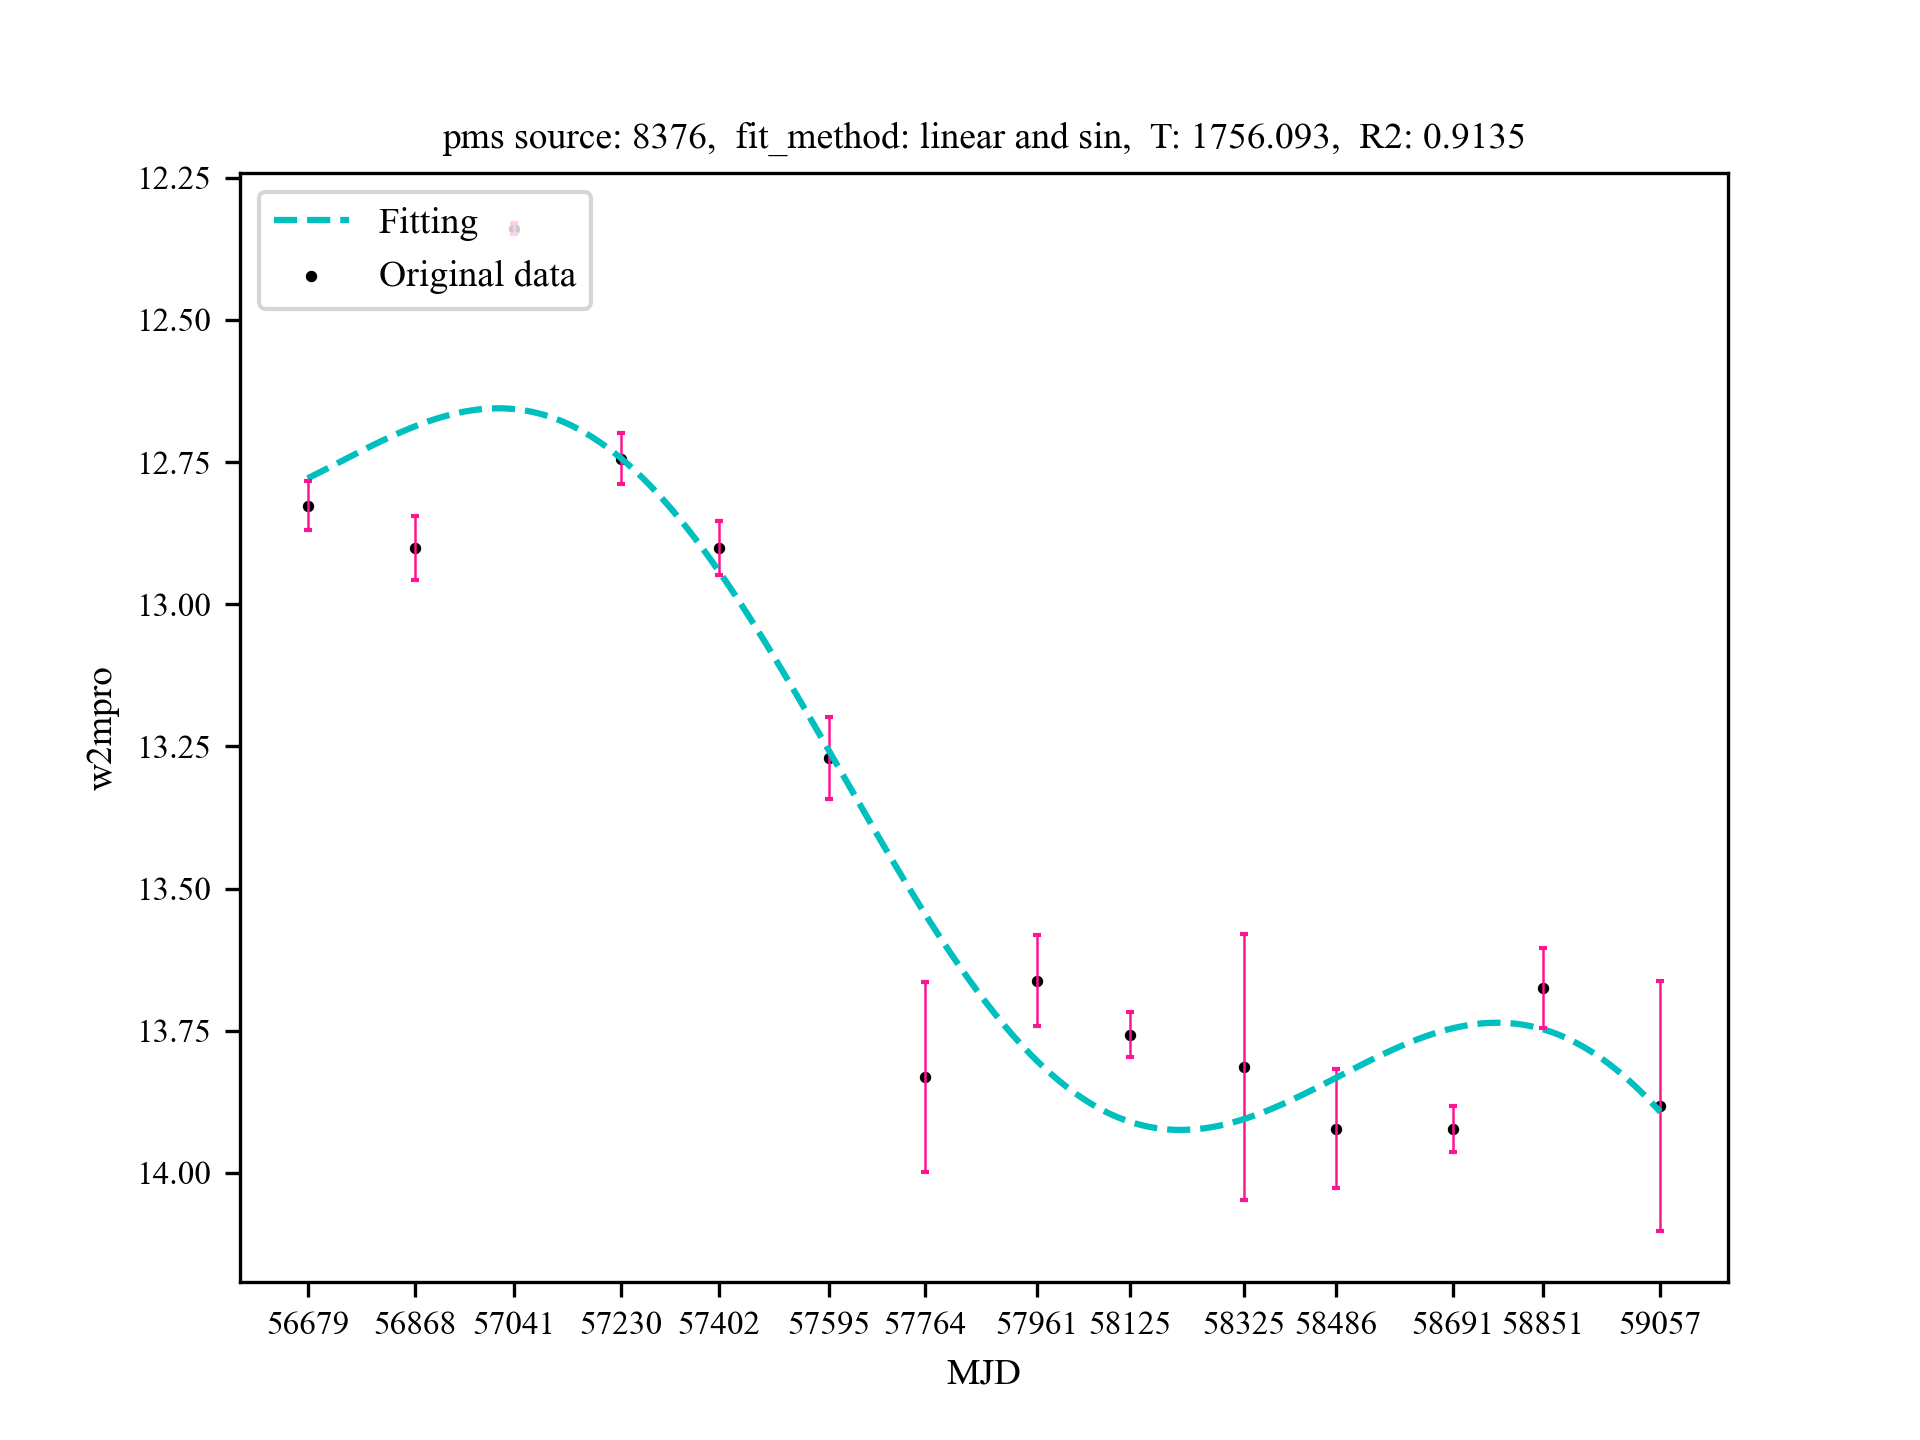 pms source: 8376, fit_method: linear and sin, T: 1756.093, R2: 0.9135
12.25
12.50
12.75
13.00
13.25
13.50
13.75
14.00
w2mpro
Fitting
Original data
56679 56868 57041 57230 57402 57595 57764 57961 58125 58325 58486 58691 58851 59057
MJD